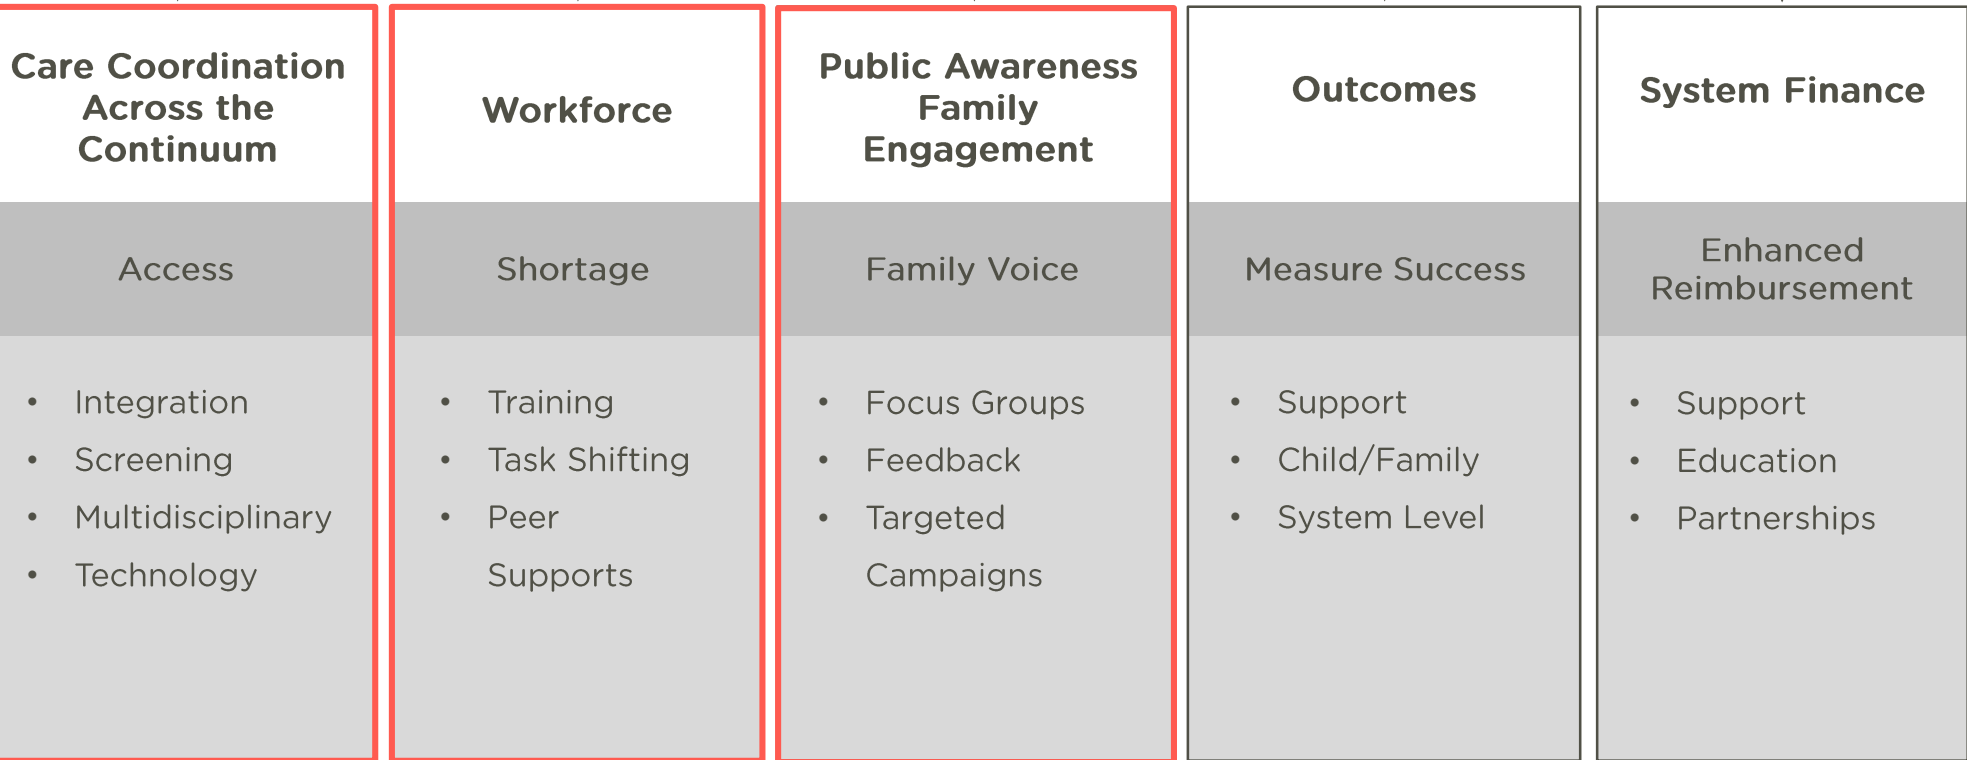 Care Coordination
Across the
Continuum
Access
• Integration
• Screening
• Multidisciplinary
• Technology
Workforce
Shortage
• Training
• Task Shifting
• Peer
Supports
Public Awareness
Family
Engagement
Family Voice
• Focus Groups
• Feedback
• Targeted
Campaigns
Outcomes
Measure Success
• Support
• Child/Family
• System Level
System Finance
Enhanced
Reimbursement
• Support
• Education
• Partnerships